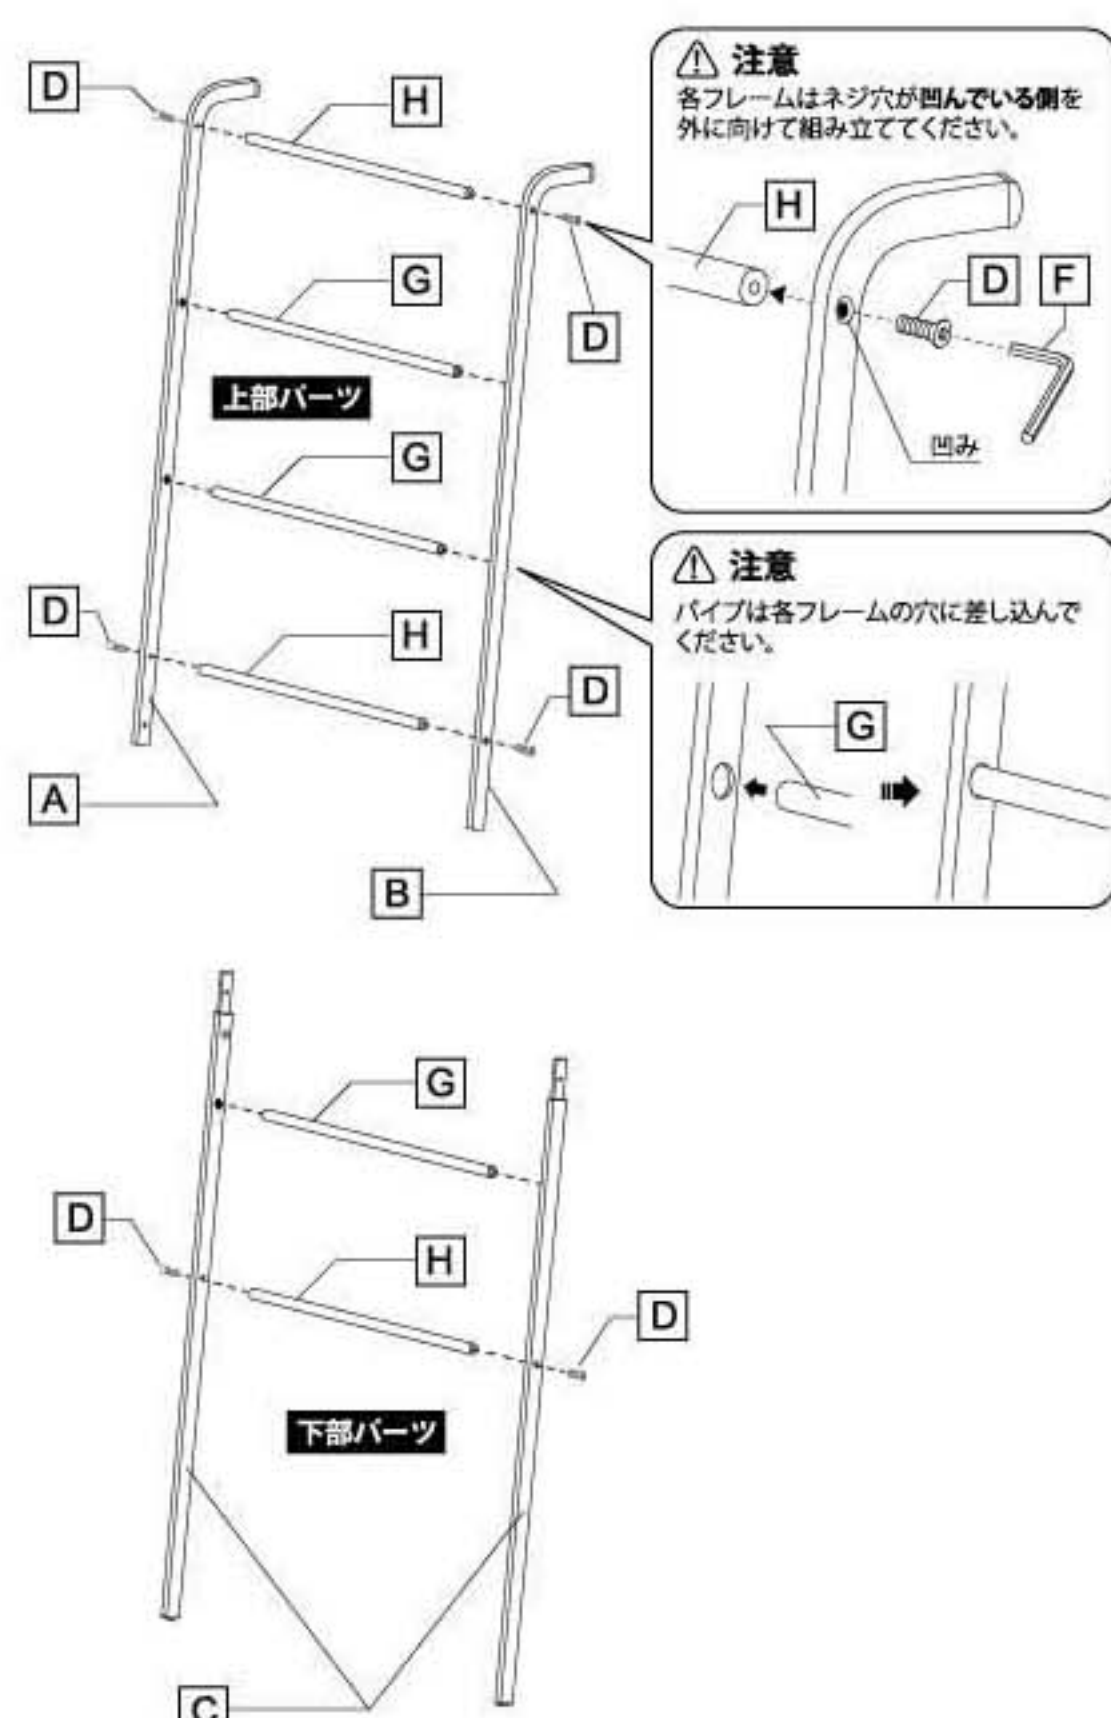 D
H
G
上部パーツ
D
G
D
H
D
A
B
注意
各フレームはネジ穴が凹んでいる側を
外に向けて組み立ててください。
H
D
F
凹み
注意
パイプは各フレームの穴に差し込んで
ください。
G
G
D
H
D
下部パーツ
C